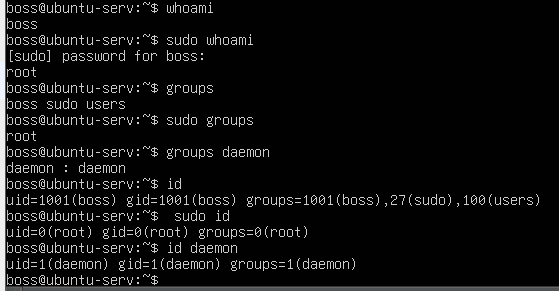 boss@ubuntu-serv:~$ whoami
boss
boss@ubuntu-serv:~$ sudo whoami
[sudo] password for boss:
root
boss@ubuntu-serv:~$ groups
boss sudo users
boss@ubuntu-serv:~$ sudo groups
root
boss@ubuntu-serv:~$ groups daemon
daemon : daemon
boss@ubuntu-serv:~$ id
uid=1001(boss) gid=1001(boss) groups=1001(boss),27(sudo),100(users)
boss@ubuntu-serv:~$  sudo id
uid=0(root) gid=0(root) groups=0(root)
boss@ubuntu-serv:~$ id daemon
uid=1(daemon) gid=1(daemon) groups=1(daemon)
boss@ubuntu-serv:~$